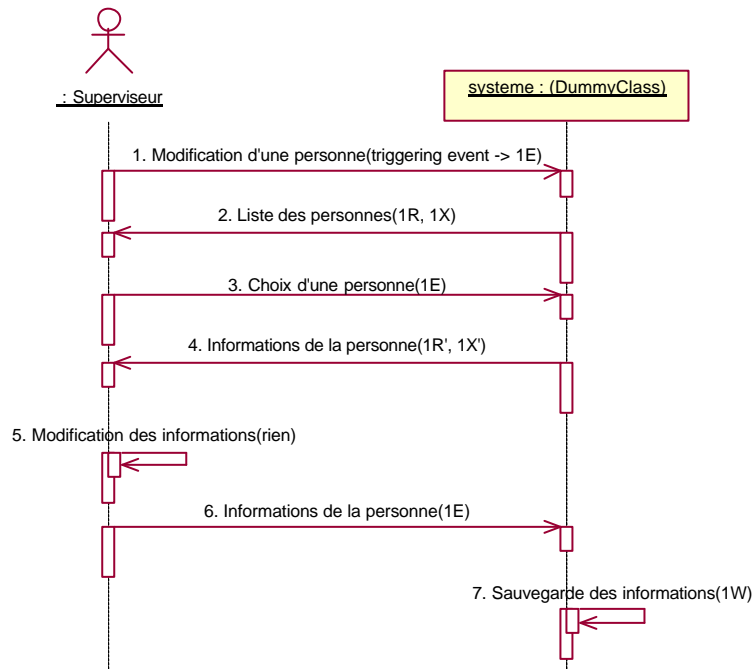 : Superviseur
systeme : (DummyClass)
1. Modification d'une personne(triggering event -> 1E)
2. Liste des personnes(1R, 1X)
3. Choix d'une personne(1E)
4. Informations de la personne(1R', 1X')
5. Modification des informations(rien)
6. Informations de la personne(1E)
7. Sauvegarde des informations(1W)